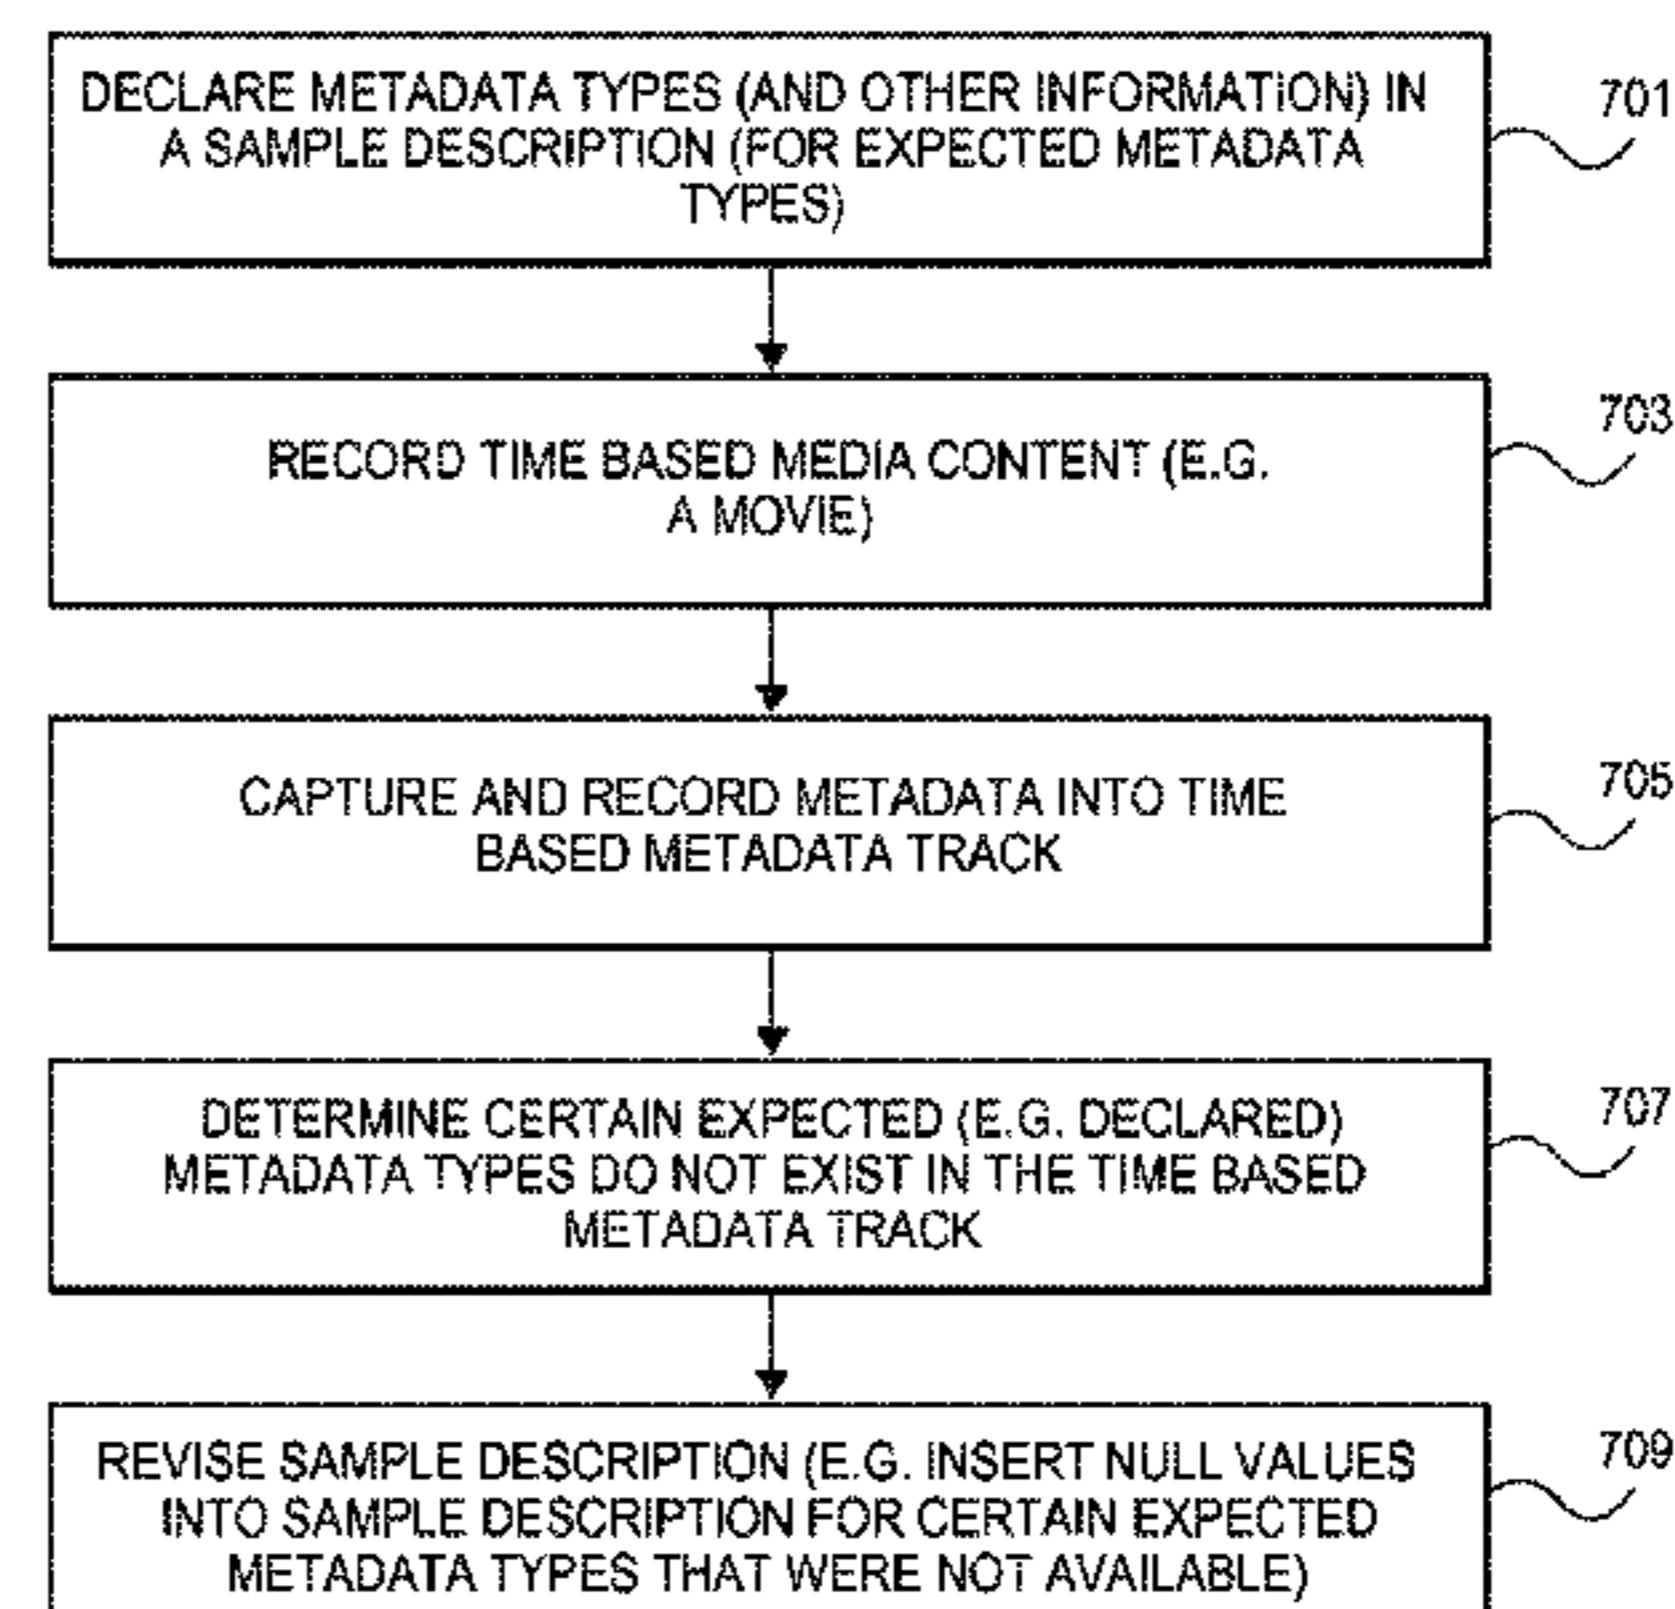 DECLARE METADATA TYPES (AND OTHER INFORMATION) IN
A SAMPLE DESCRIPTION (FOR EXPECTED METADATA
TYPES)
701
RECORD TIME BASED MEDIA CONTENT (E.G.
A MOVIE)
703
CAPTURE AND RECORD METADATA INTO TIME
BASED METADATA TRACK
705
DETERMINE CERTAIN EXPECTED (E.G. DECLARED)
METADATA TYPES DO NOT EXIST IN THE TIME BASED
METADATA TRACK
707
REVISE SAMPLE DESCRIPTION (E.G. INSERT NULL VALUES
INTO SAMPLE DESCRIPTION FOR CERTAIN EXPECTED
METADATA TYPES THAT WERE NOT AVAILABLE)
709